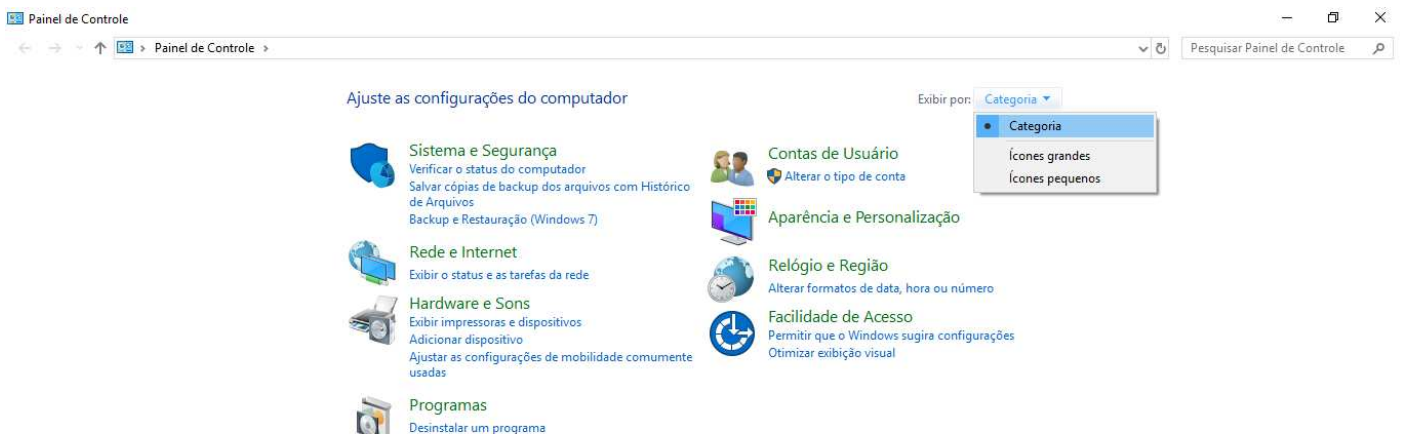 Painel de Controle
Painel de Controle
Pesquisar Painel de Controle
Ajuste as configurações do computador
Exibir por:
Categoria
Categoria
Ícones grandes
Ícones pequenos
Sistema e Segurança
Verificar o status do computador
Salvar cópias de backup dos arquivos com Histórico
de Arquivos
Backup e Restauração (Windows 7)
Rede e Internet
Exibir o status e as tarefas da rede
Hardware e Sons
Exibir impressoras e dispositivos
Adicionar dispositivo
Ajustar as configurações de mobilidade comumente
usadas
Programas
Desinstalar um programa
Contas de Usuário
Alterar o tipo de conta
Aparência e Personalização
Relógio e Região
Alterar formatos de data, hora ou número
Facilidade de Acesso
Permitir que o Windows sugira configurações
Otimizar exibição visual